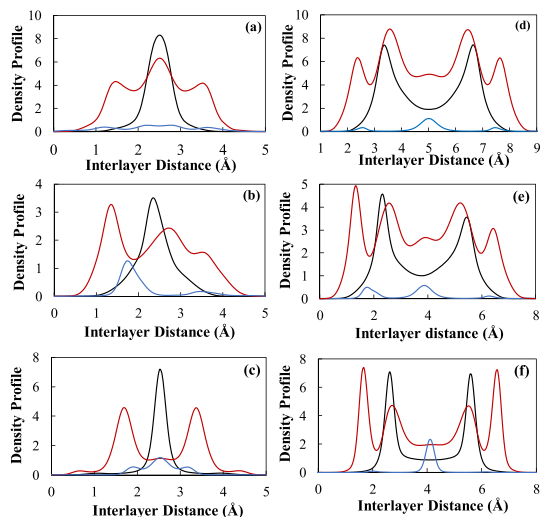 (a)
Density Profile
10
8
6
4
2
0
0 1 2 3 4 5
Interlayer Distance (Å)
(d)
Density Profile
10
8
6
4
2
0
1 2 3 4 5 6 7 8 9
Interlayer Distance (Å)
(b)
Density Profile
4
3
2
1
0
0 1 2 3 4 5
Interlayer Distance (Å)
(e)
Density Profile
5
4
3
2
1
0
0 2 4 6 8
Interlayer distance (Å)
(c)
Density Profile
8
6
4
2
0
0 1 2 3 4 5
Interlayer Distance (Å)
(f)
Density Profile
8
6
4
2
0
0 2 4 6 8
Interlayer Distance (Å)